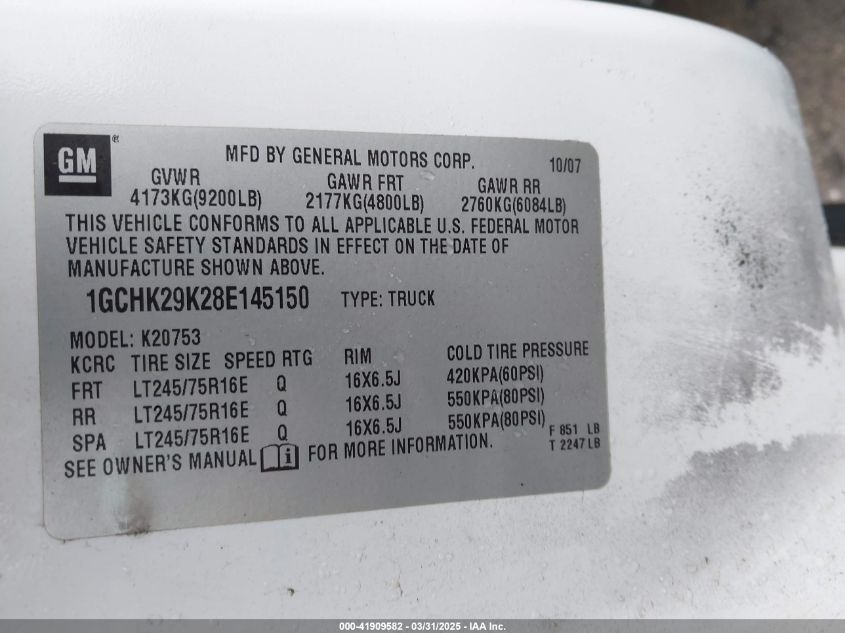 GM ®
MFD BY GENERAL MOTORS CORP. 10/07
GVWR GAWR FRT GAWR RR
4173KG(9200LB) 2177KG(4800LB) 2760KG(6084LB)
THIS VEHICLE CONFORMS TO ALL APPLICABLE U.S. FEDERAL MOTOR
VEHICLE SAFETY STANDARDS IN EFFECT ON THE DATE OF
MANUFACTURE SHOWN ABOVE.
1GCHK29K28E145150 TYPE: TRUCK
MODEL: K20753
KCRC TIRE SIZE SPEED RTG RIM COLD TIRE PRESSURE
FRT LT245/75R16E Q 16X6.5J 420KPA(60PSI)
RR LT245/75R16E Q 16X6.5J 550KPA(80PSI)
SPA LT245/75R16E Q 16X6.5J 550KPA(80PSI)
F 851 LB
T 2247 LB
SEE OWNER'S MANUAL i FOR MORE INFORMATION.
000-41909582 - 03/31/2025 - IAA Inc.